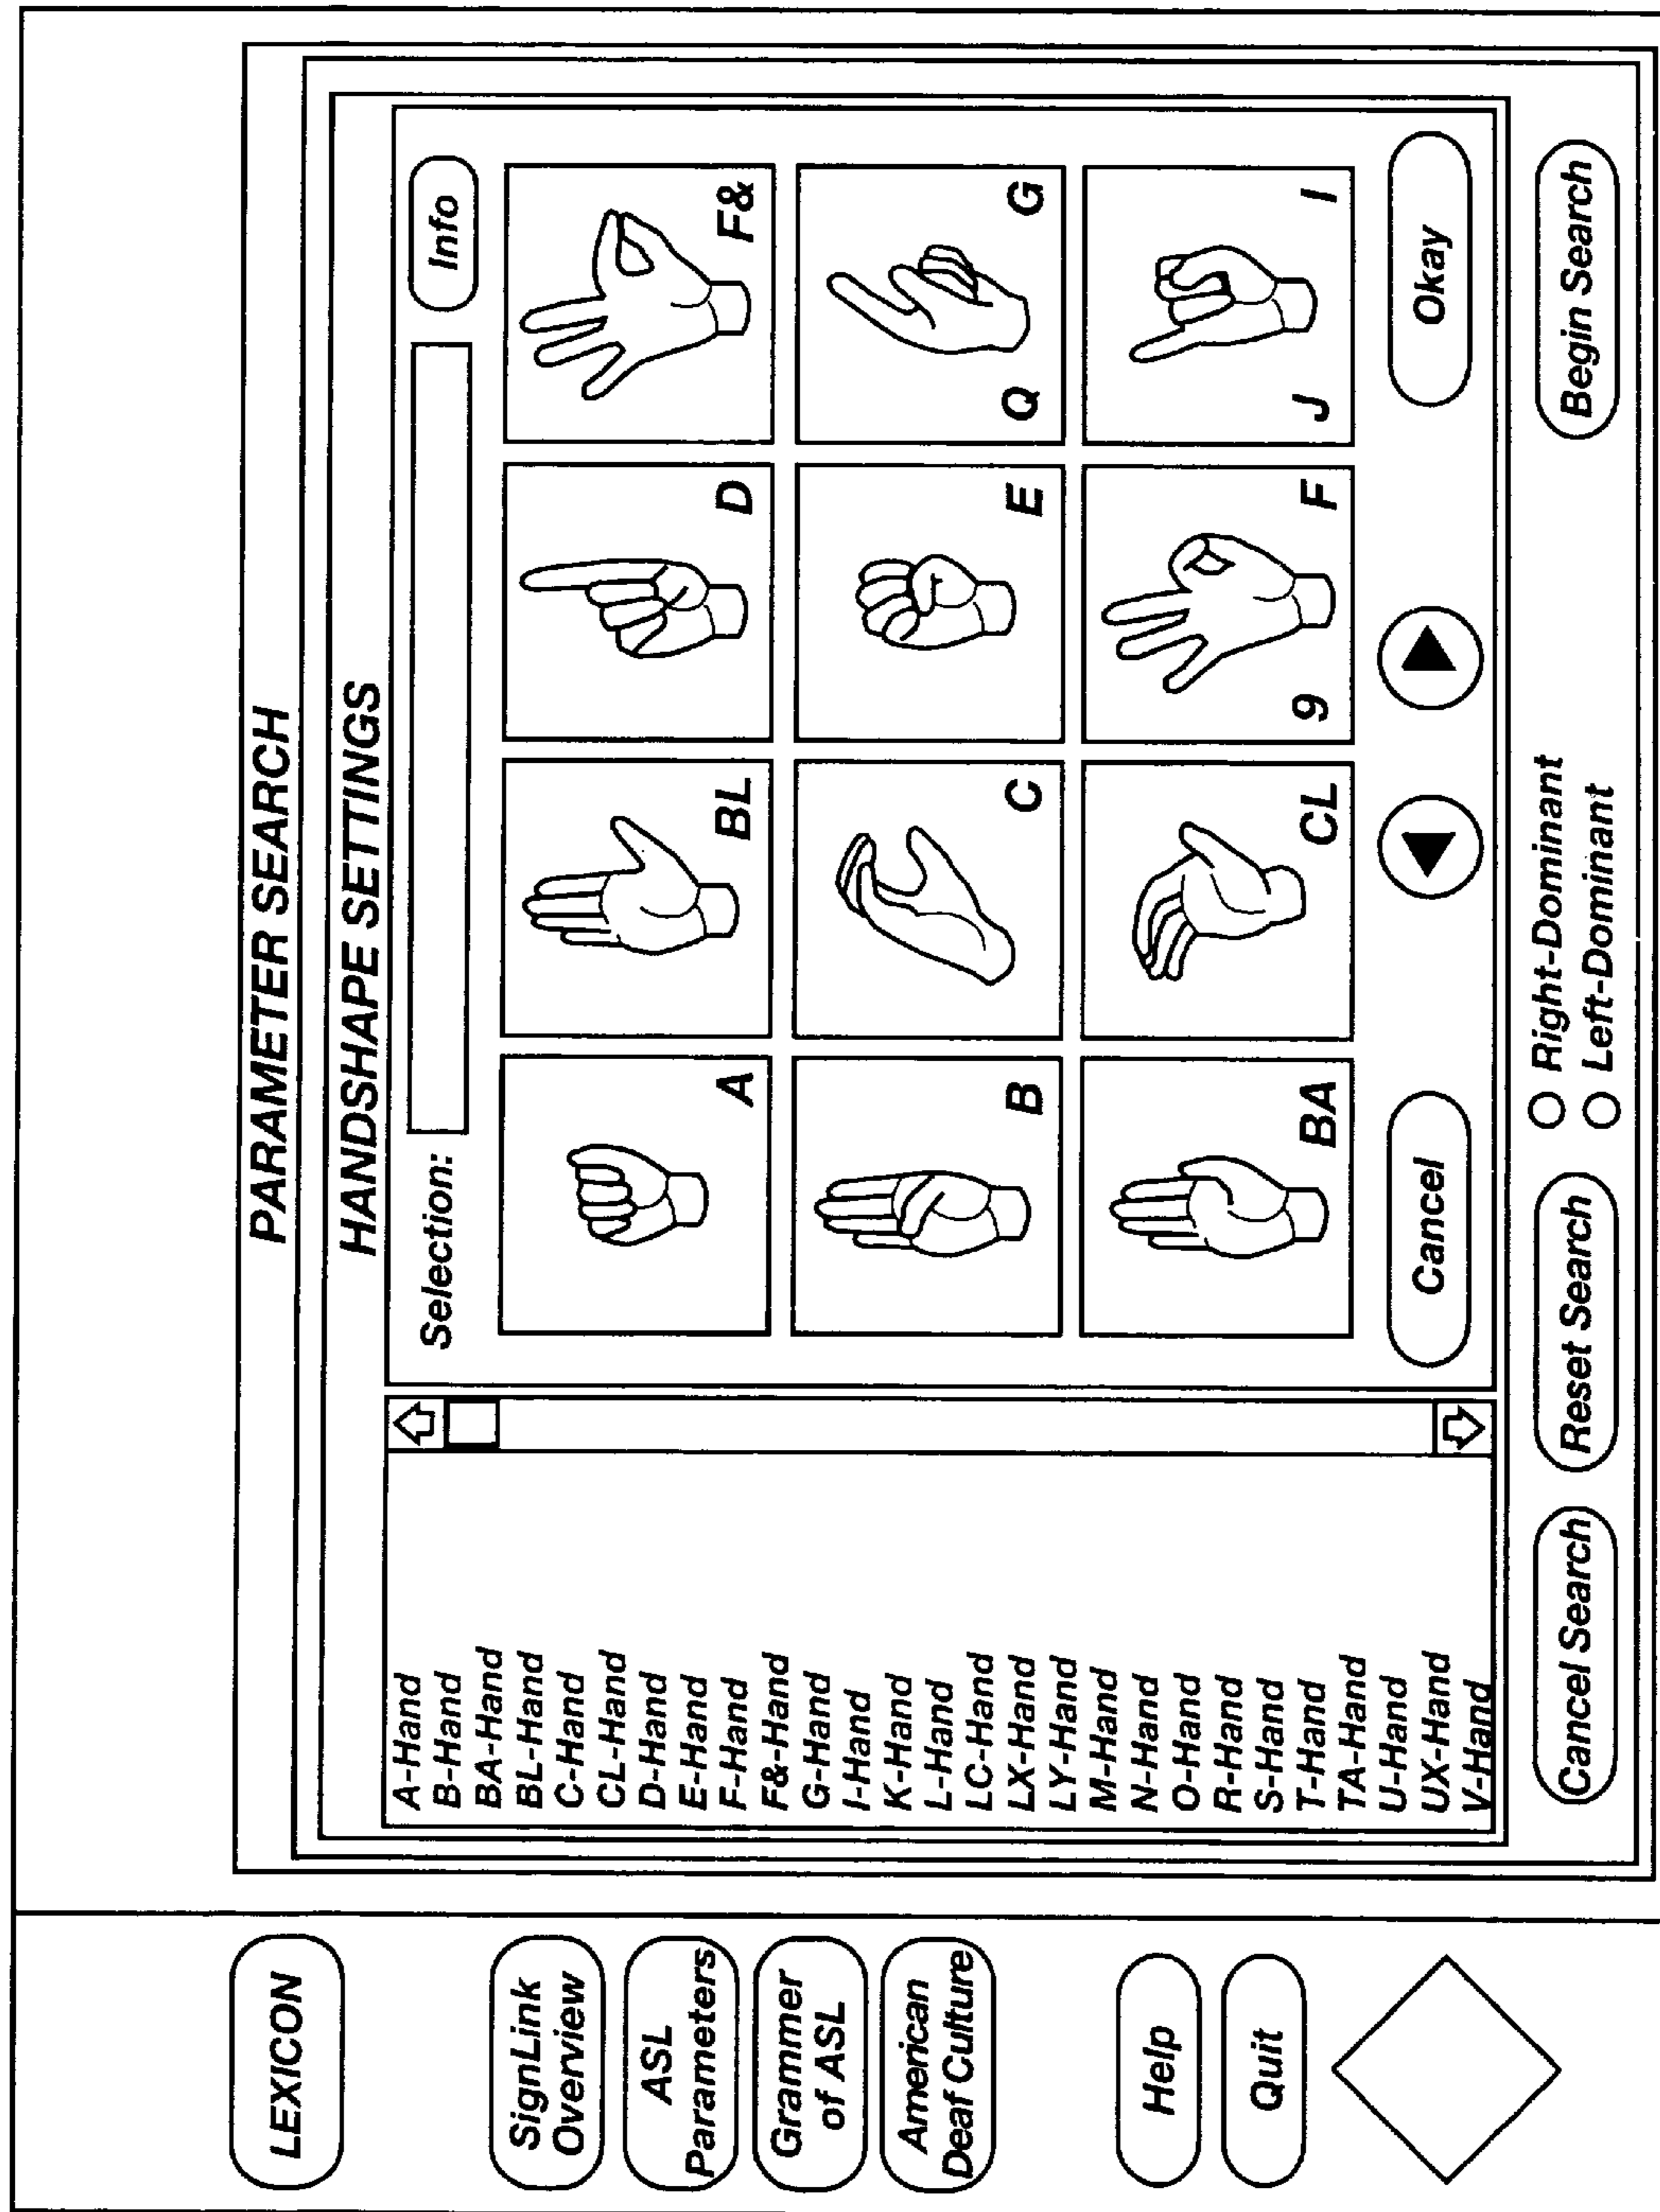 PARAMETER SEARCH
HANDSHAPE SETTINGS
LEXICON
SignLink
Overview
ASL
Parameters
Grammer
of ASL
American
Deaf Culture
Help
Quit
A-Hand
B-Hand
BA-Hand
BL-Hand
C-Hand
CL-Hand
D-Hand
E-Hand
F-Hand
F&-Hand
G-Hand
I-Hand
K-Hand
L-Hand
LC-Hand
LX-Hand
LY-Hand
M-Hand
N-Hand
O-Hand
R-Hand
S-Hand
T-Hand
TA-Hand
U-Hand
UX-Hand
V-Hand
Selection:
Info
A
BL
D
F&
B
C
E
Q G
BA
CL
9 F
J I
Cancel
Okay
Cancel Search
Reset Search
Right-Dominant
Left-Dominant
Begin Search